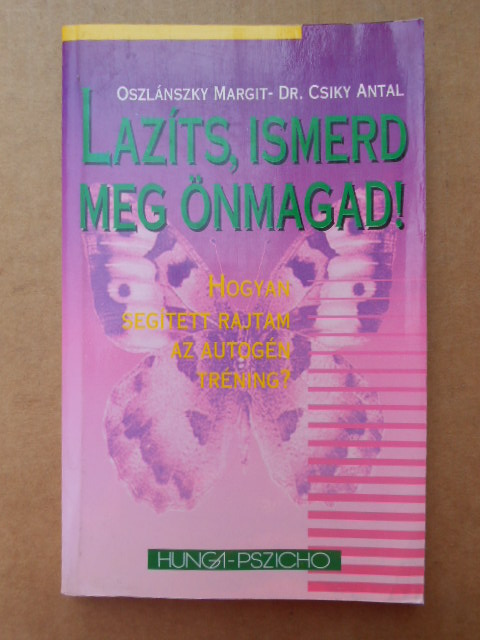 OSZLÁNSZKY MARGIT- DR. CSIKY ANTAL
LAZÍTS, ISMERD
MEG ÖNMAGAD!
HOGYAN
SEGÍTETT RAJTAM
AZ AUTOGÉN
TRÉNING?
HUNGA-PSZICHO